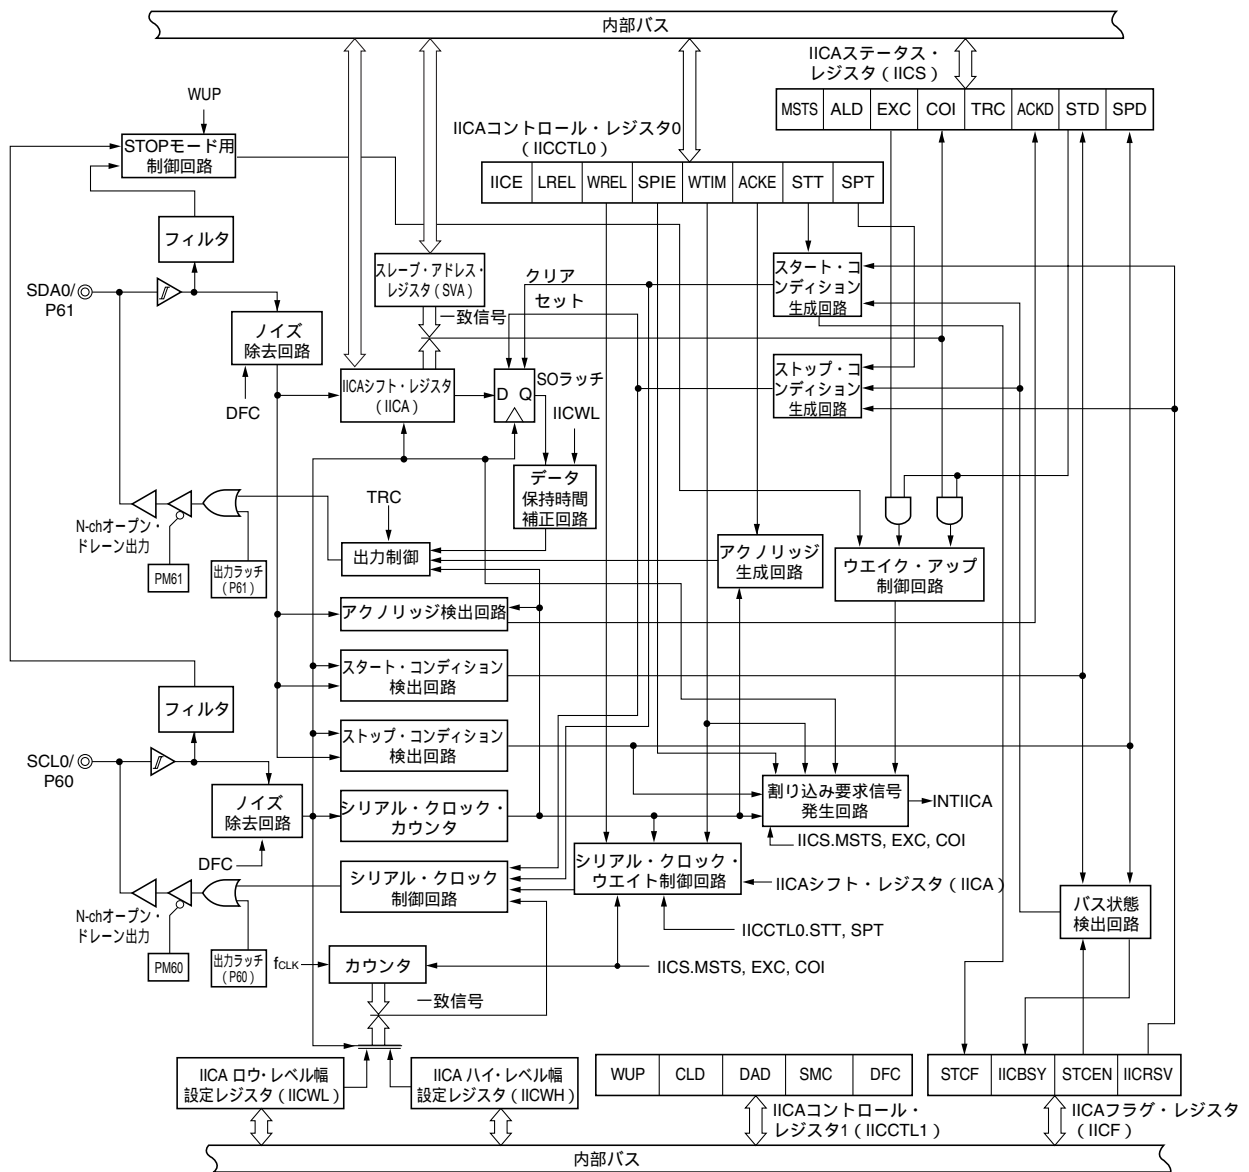 内部バス
IICAステータス・
レジスタ（IICS）
MSTS ALD EXC COI TRC ACKD STD SPD
WUP
STOPモード用
制御回路
IICAコントロール・レジスタ0
（IICCTL0）
IICE LREL WREL SPIE WTIM ACKE STT SPT
フィルタ
SDA0/
P61
スレーブ・アドレス・
レジスタ（SVA）
クリア
セット
スタート・コ
ンディション
生成回路
一致信号
ノイズ
除去回路
DFC
IICAシフト・レジスタ
（IICA）
D Q
SOラッチ
IICWL
ストップ・コ
ンディション
生成回路
データ
保持時間
補正回路
TRC
N-chオープン・
ドレーン出力
PM61
出力ラッチ
（P61）
出力制御
アクノリッジ
生成回路
ウエイク・アップ
制御回路
アクノリッジ検出回路
スタート・コンディション
検出回路
フィルタ
ストップ・コンディション
検出回路
SCL0/
P60
ノイズ
除去回路
DFC
シリアル・クロック・
カウンタ
割り込み要求信号
発生回路
INTIICA
IICS.MSTS, EXC, COI
シリアル・クロック
制御回路
シリアル・クロック・
ウエイト制御回路
IICAシフト・レジスタ（IICA）
IICCTL0.STT, SPT
バス状態
検出回路
N-chオープン・
ドレーン出力
PM60
出力ラッチ
（P60）
fCLK
カウンタ
IICS.MSTS, EXC, COI
一致信号
IICA ロウ・レベル幅
設定レジスタ（IICWL）
IICA ハイ・レベル幅
設定レジスタ（IICWH）
WUP CLD DAD SMC DFC
STCF IICBSY STCEN IICRSV
IICAコントロール・
レジスタ1（IICCTL1）
IICAフラグ・レジスタ
（IICF）
内部バス